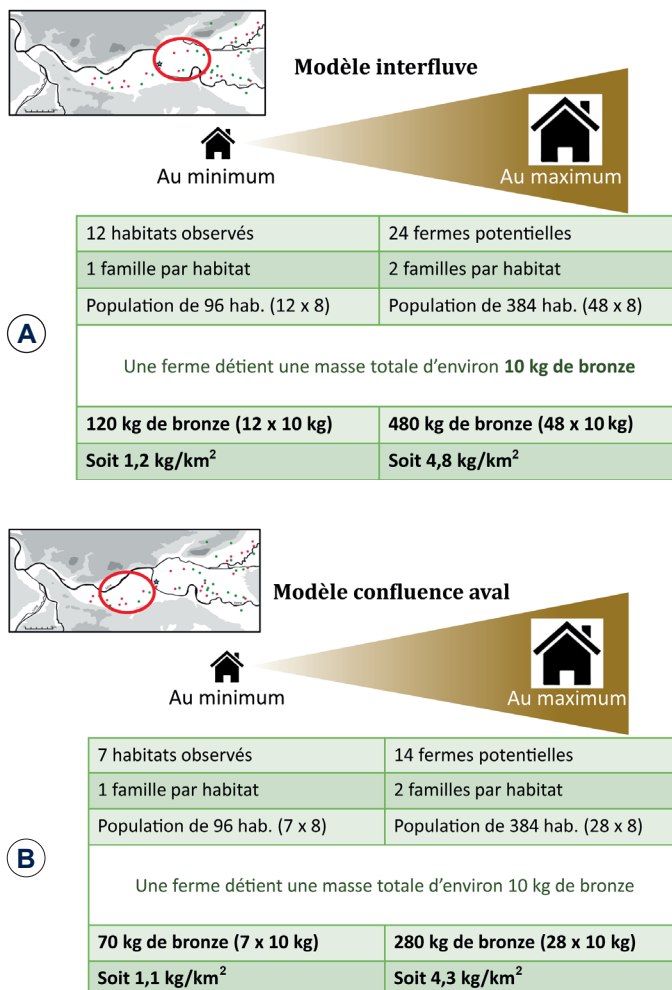 Modèle interfluve
Au minimum
Au maximum
12 habitats observés
24 fermes potentielles
1 famille par habitat
2 familles par habitat
Population de 96 hab. (12 x 8)
Population de 384 hab. (48 x 8)
A
Une ferme détient une masse totale d’environ 10 kg de bronze
120 kg de bronze (12 x 10 kg)
480 kg de bronze (48 x 10 kg)
Soit 1,2 kg/km²
Soit 4,8 kg/km²
Modèle confluence aval
Au minimum
Au maximum
7 habitats observés
14 fermes potentielles
1 famille par habitat
2 familles par habitat
Population de 96 hab. (7 x 8)
Population de 384 hab. (28 x 8)
B
Une ferme détient une masse totale d’environ 10 kg de bronze
70 kg de bronze (7 x 10 kg)
280 kg de bronze (28 x 10 kg)
Soit 1,1 kg/km²
Soit 4,3 kg/km²